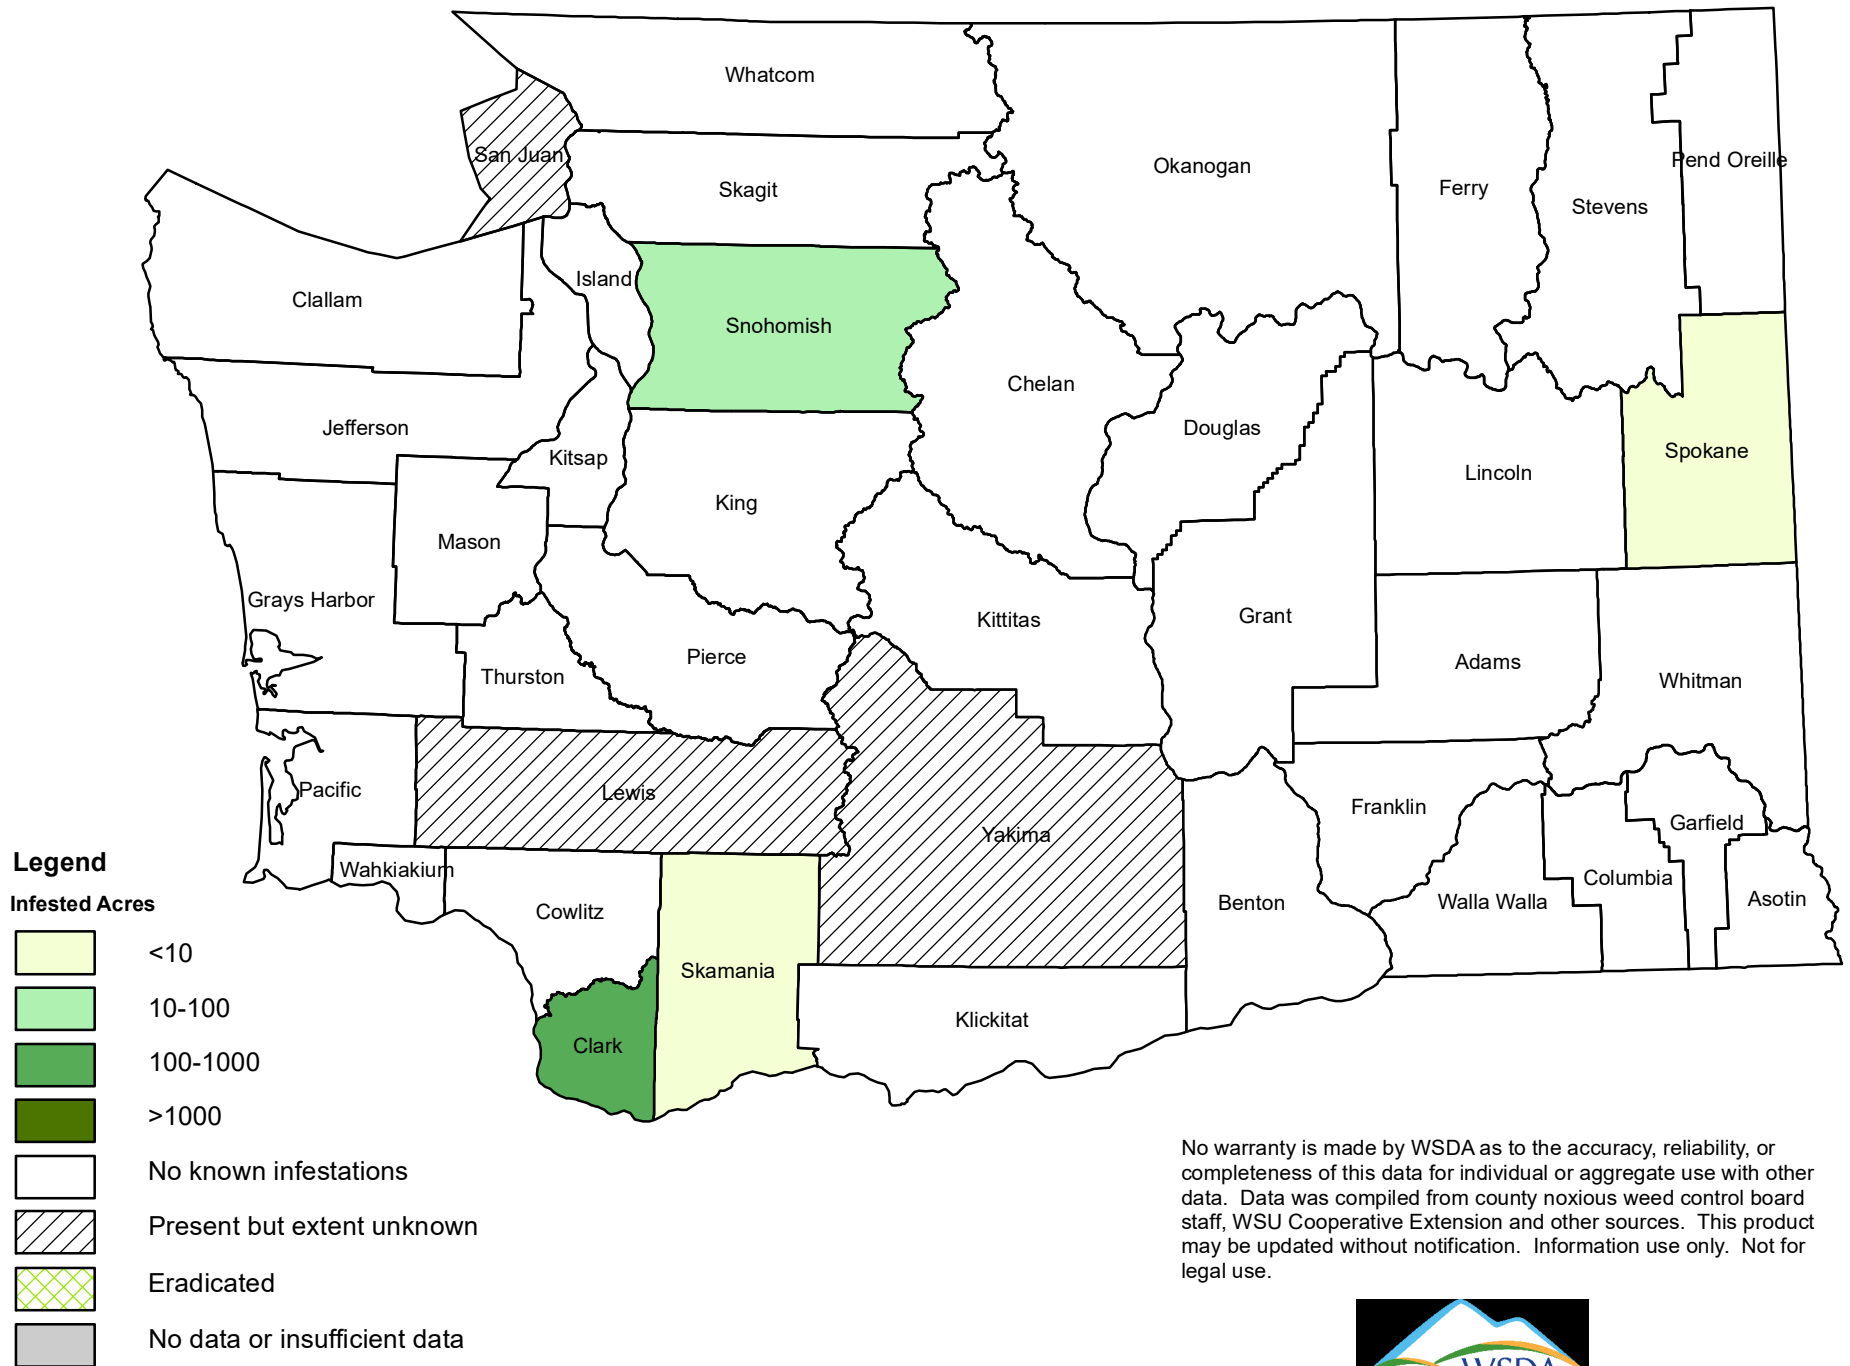 Whatcom
San Juan
Skagit
Okanogan
Ferry
Stevens
Pend Oreille
Clallam
Island
Snohomish
Chelan
Jefferson
Kitsap
Douglas
Lincoln
Spokane
King
Mason
Grays Harbor
Kittitas
Grant
Thurston
Pierce
Adams
Whitman
Pacific
Lewis
Yakima
Franklin
Garfield
Wahkiakium
Cowlitz
Skamania
Benton
Walla Walla
Columbia
Asotin
Clark
Klickitat
Legend
Infested Acres
<10
10-100
100-1000
>1000
No known infestations
Present but extent unknown
Eradicated
No data or insufficient data
No warranty is made by WSDA as to the accuracy, reliability, or
completeness of this data for individual or aggregate use with other
data.  Data was compiled from county noxious weed control board
staff, WSU Cooperative Extension and other sources.  This product
may be updated without notification.  Information use only.  Not for
legal use.
WSDA